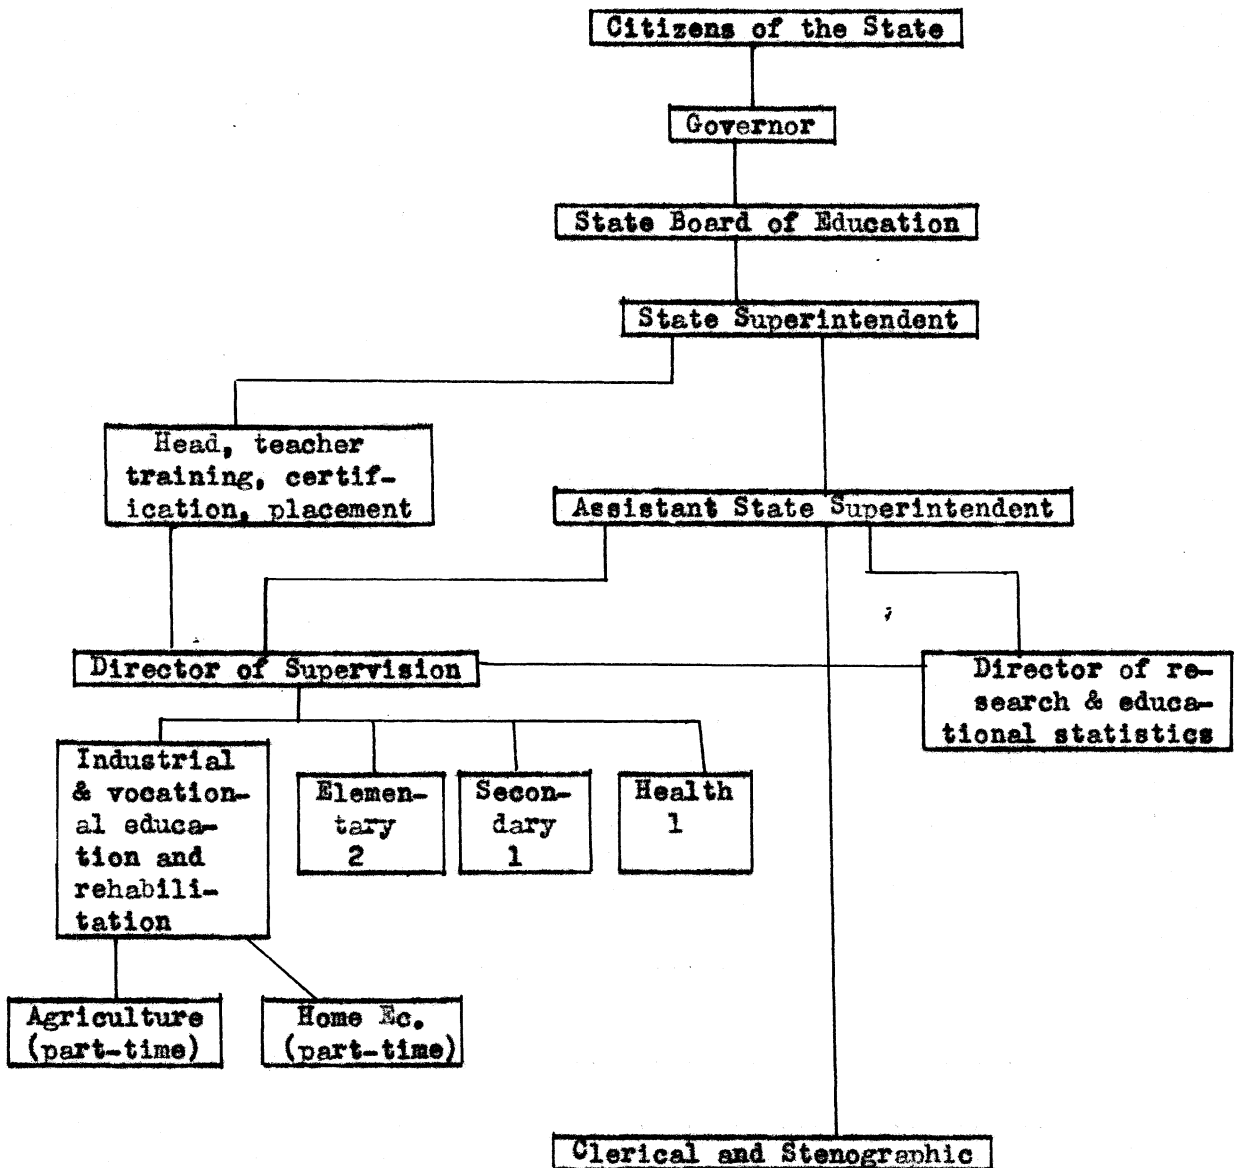 Citizens of the State
Governor
State Board of Education
State Superintendent
Head, teacher
training, certif-
ication, placement
Assistant State Superintendent
Director of Supervision
Director of re-
search & educa-
tional statistics
Industrial
& vocation-
al educa-
tion and
rehabili-
tation
Elemen-
tary
2
Secon-
dary
1
Health
1
Agriculture
(part-time)
Home Ec.
(part-time)
Clerical and Stenographic